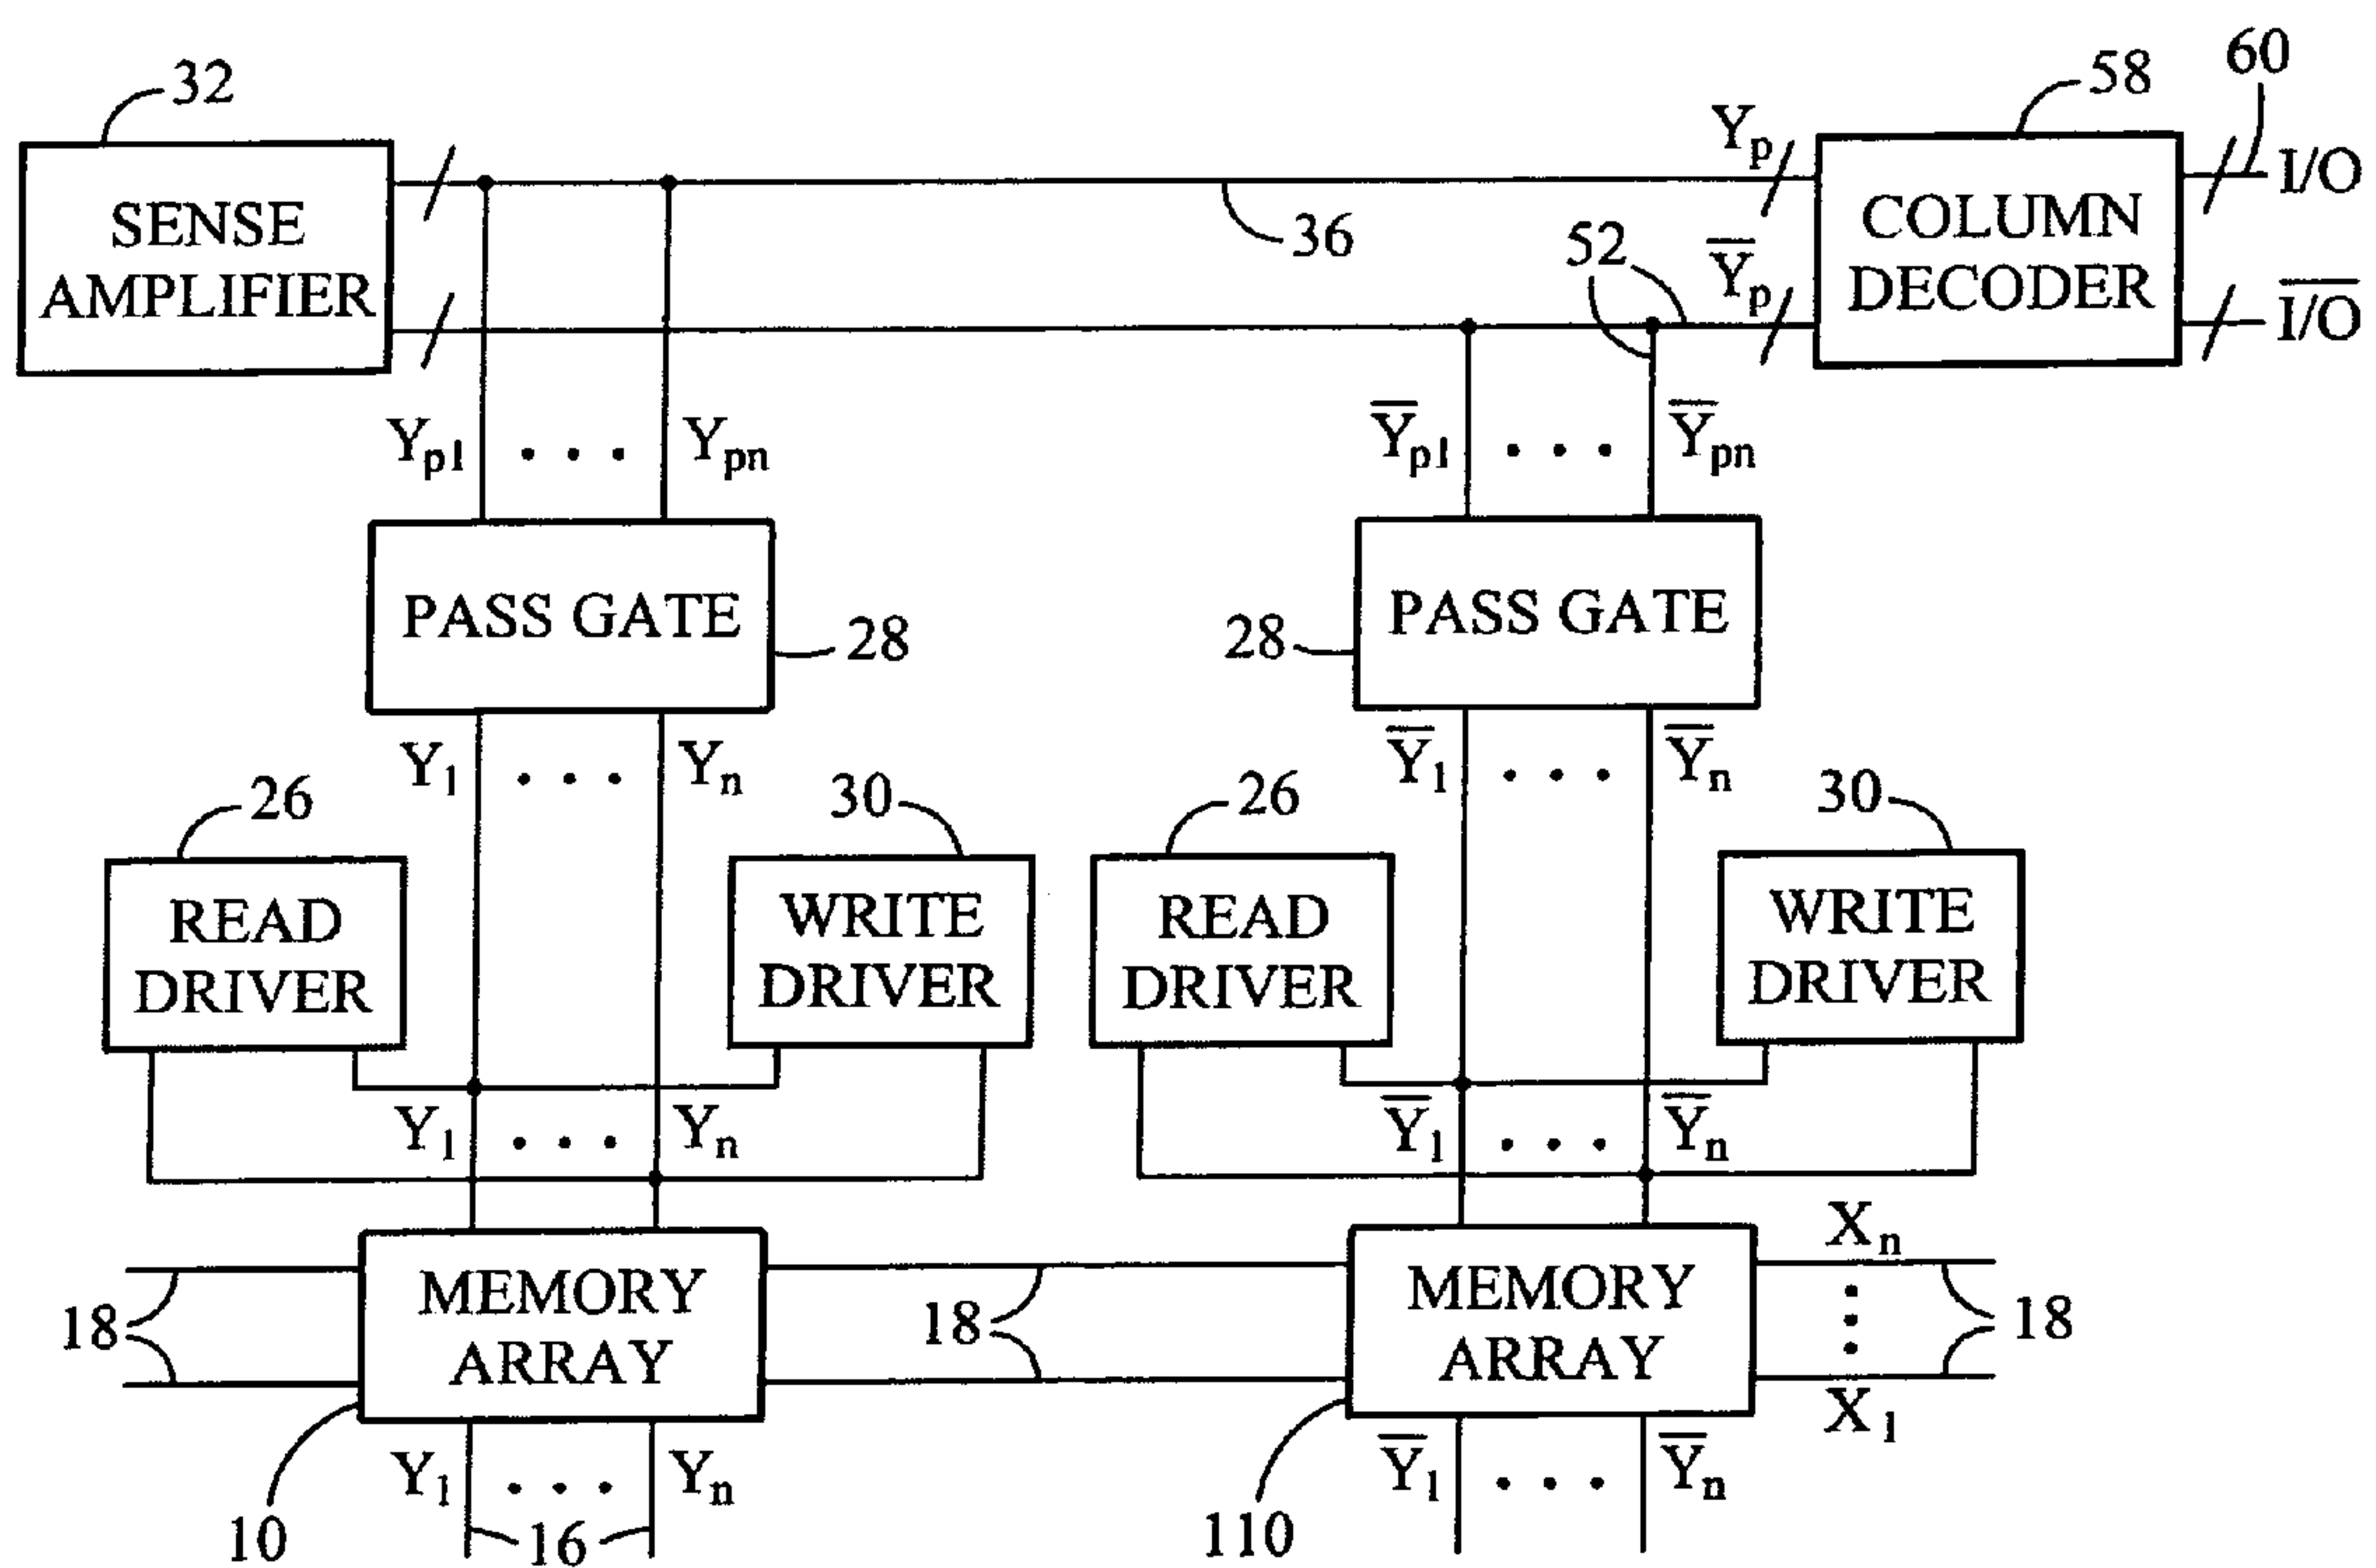 32
58
60
SENSE
AMPLIFIER
36
52
Y̅p
Yp
COLUMN
DECODER
I/O
I̅/̅O̅
Yp1 . . . Ypn
Y̅p1 . . . Y̅pn
PASS GATE
28
28
PASS GATE
Y1 . . . Yn
Y̅1 . . . Y̅n
26
30
26
30
READ
DRIVER
WRITE
DRIVER
READ
DRIVER
WRITE
DRIVER
Y1 . . . Yn
Y̅1 . . . Y̅n
18
MEMORY
ARRAY
18
MEMORY
ARRAY
Xn
⋮
X1
18
10
Y1 . . . Yn
16
110
Y̅1 . . . Y̅n